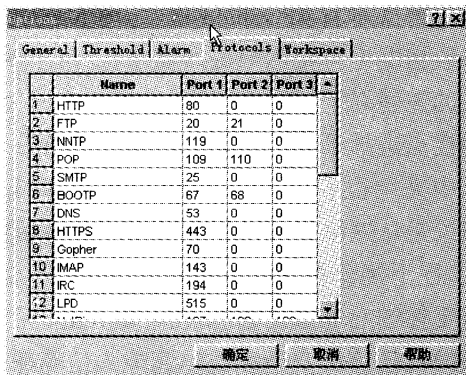 General Threshold Alarm Protocols Workspace
Name Port 1 Port 2 Port 3
1 HTTP 80 0 0
2 FTP 20 21 0
3 NNTP 119 0 0
4 POP 109 110 0
5 SMTP 25 0 0
6 BOOTP 67 68 0
7 DNS 53 0 0
8 HTTPS 443 0 0
9 Gopher 70 0 0
10 IMAP 143 0 0
11 IRC 194 0 0
12 LPD 515 0 0
确定 取消 帮助